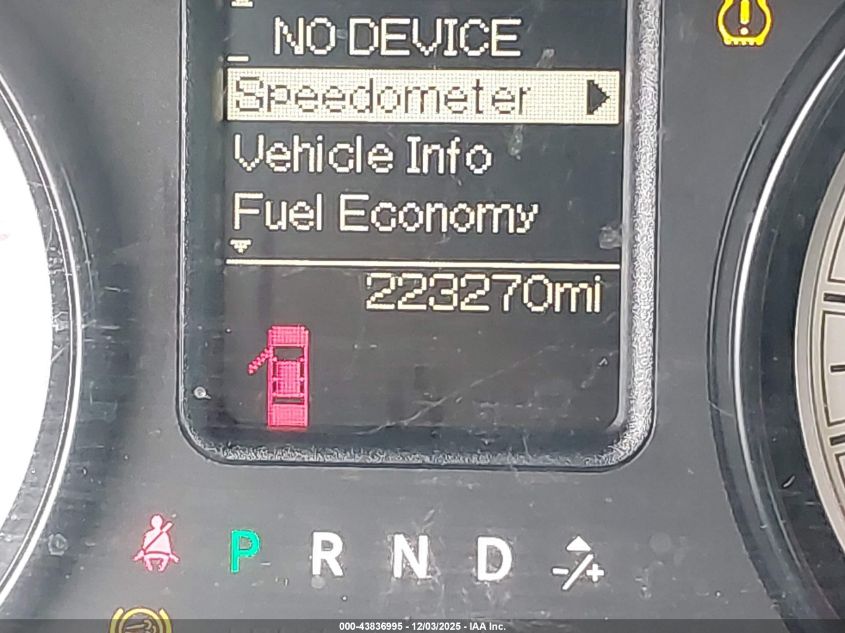 NO DEVICE
Speedometer
Vehicle Info
Fuel Economy
223270mi
P R N D -/+
000-43836995 - 12/03/2025 - IAA Inc.